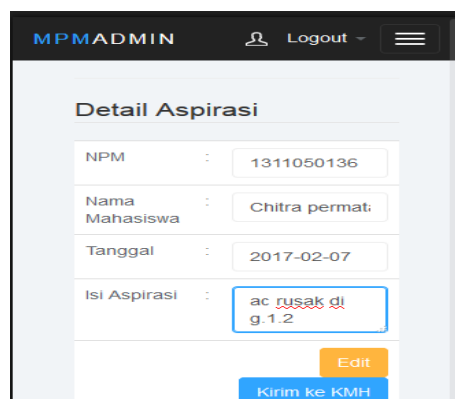 MPMADMIN Logout
Detail Aspirasi
NPM : 1311050136
Nama Mahasiswa : Chitra permata
Tanggal : 2017-02-07
Isi Aspirasi : ac rusak di
g.1.2
Edit
Kirim ke KMH